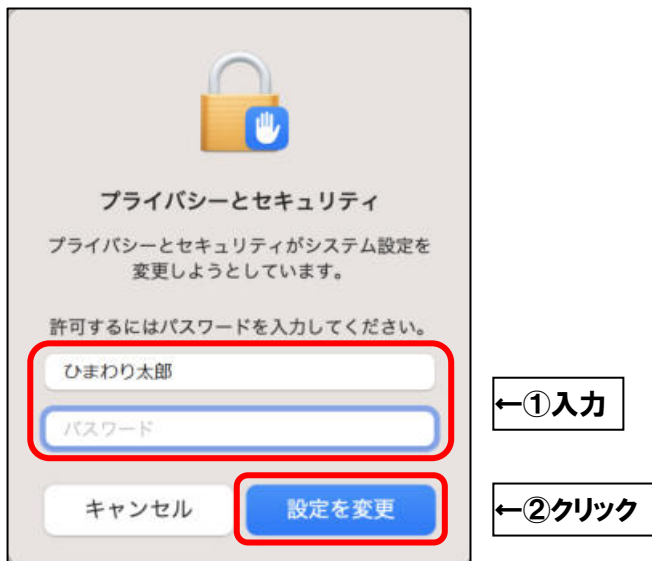 プライバシーとセキュリティ
プライバシーとセキュリティがシステム設定を
変更しようとしています。
許可するにはパスワードを入力してください。
ひまわり太郎
パスワード
←①入力
キャンセル
設定を変更
←②クリック